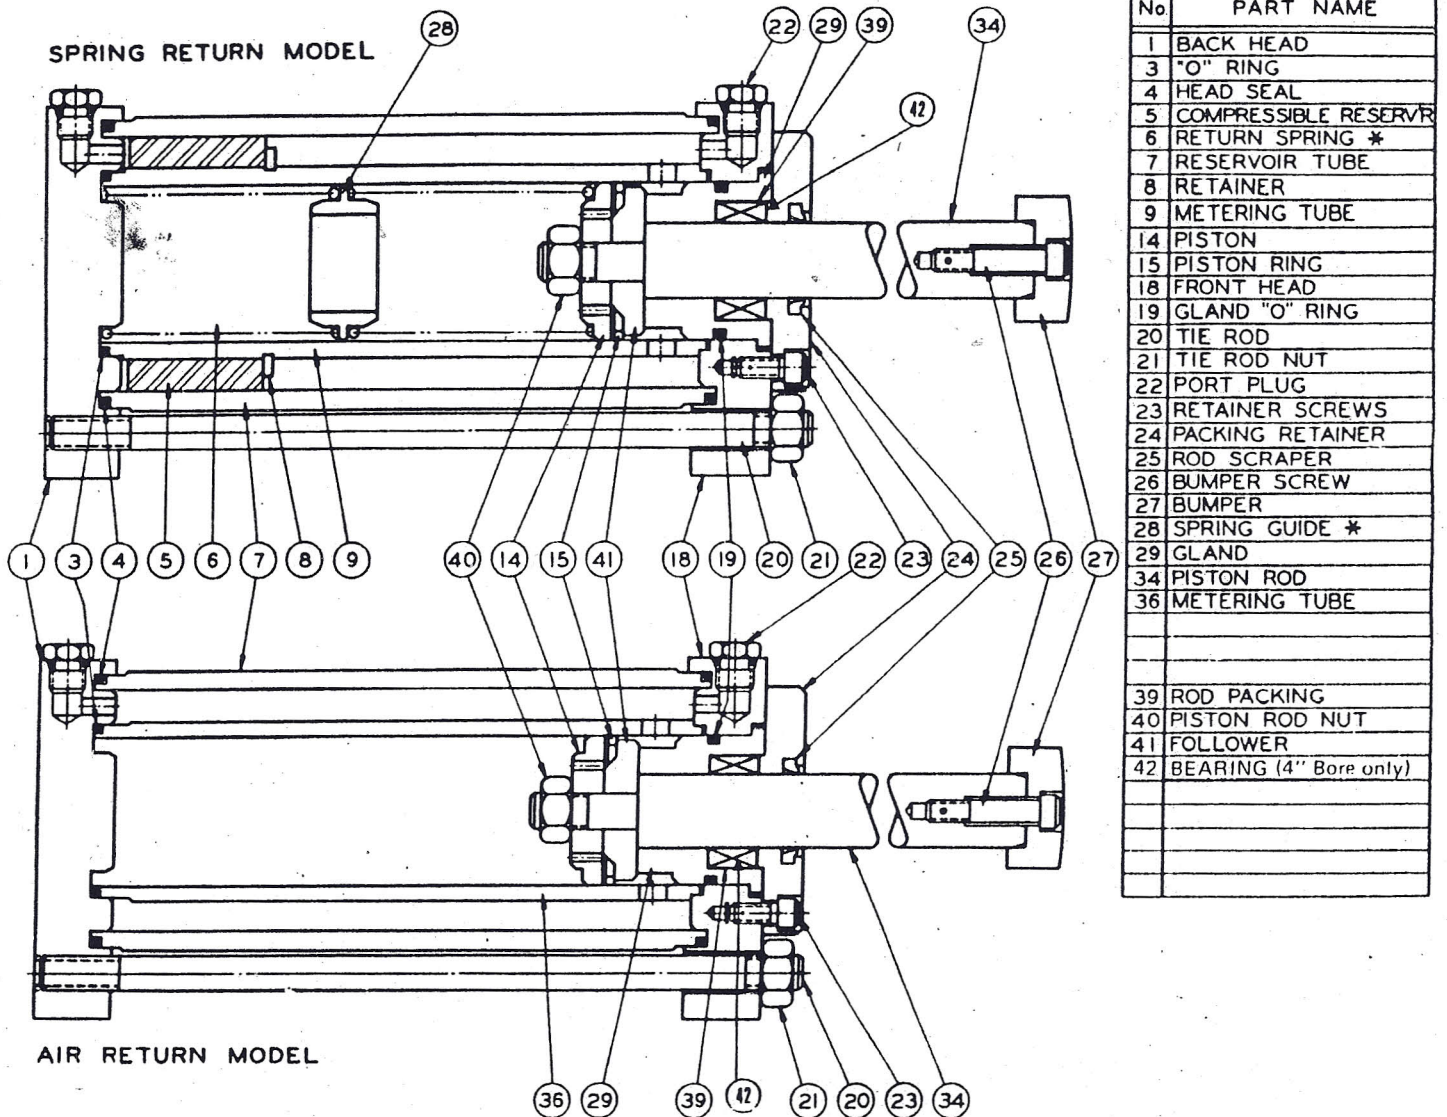 SPRING RETURN MODEL
28
22 29 39 34
42
1 3 4 5 6 7 8 9 40 14 15 41 18 19 20 21 22 23 24 25 26 27
AIR RETURN MODEL
36 29 39 42 21 20 23 34
No. PART NAME
1 BACK HEAD
3 "O" RING
4 HEAD SEAL
5 COMPRESSIBLE RESERV'R
6 RETURN SPRING *
7 RESERVOIR TUBE
8 RETAINER
9 METERING TUBE
14 PISTON
15 PISTON RING
18 FRONT HEAD
19 GLAND "O" RING
20 TIE ROD
21 TIE ROD NUT
22 PORT PLUG
23 RETAINER SCREWS
24 PACKING RETAINER
25 ROD SCRAPER
26 BUMPER SCREW
27 BUMPER
28 SPRING GUIDE *
29 GLAND
34 PISTON ROD
36 METERING TUBE
39 ROD PACKING
40 PISTON ROD NUT
41 FOLLOWER
42 BEARING (4" Bore only)